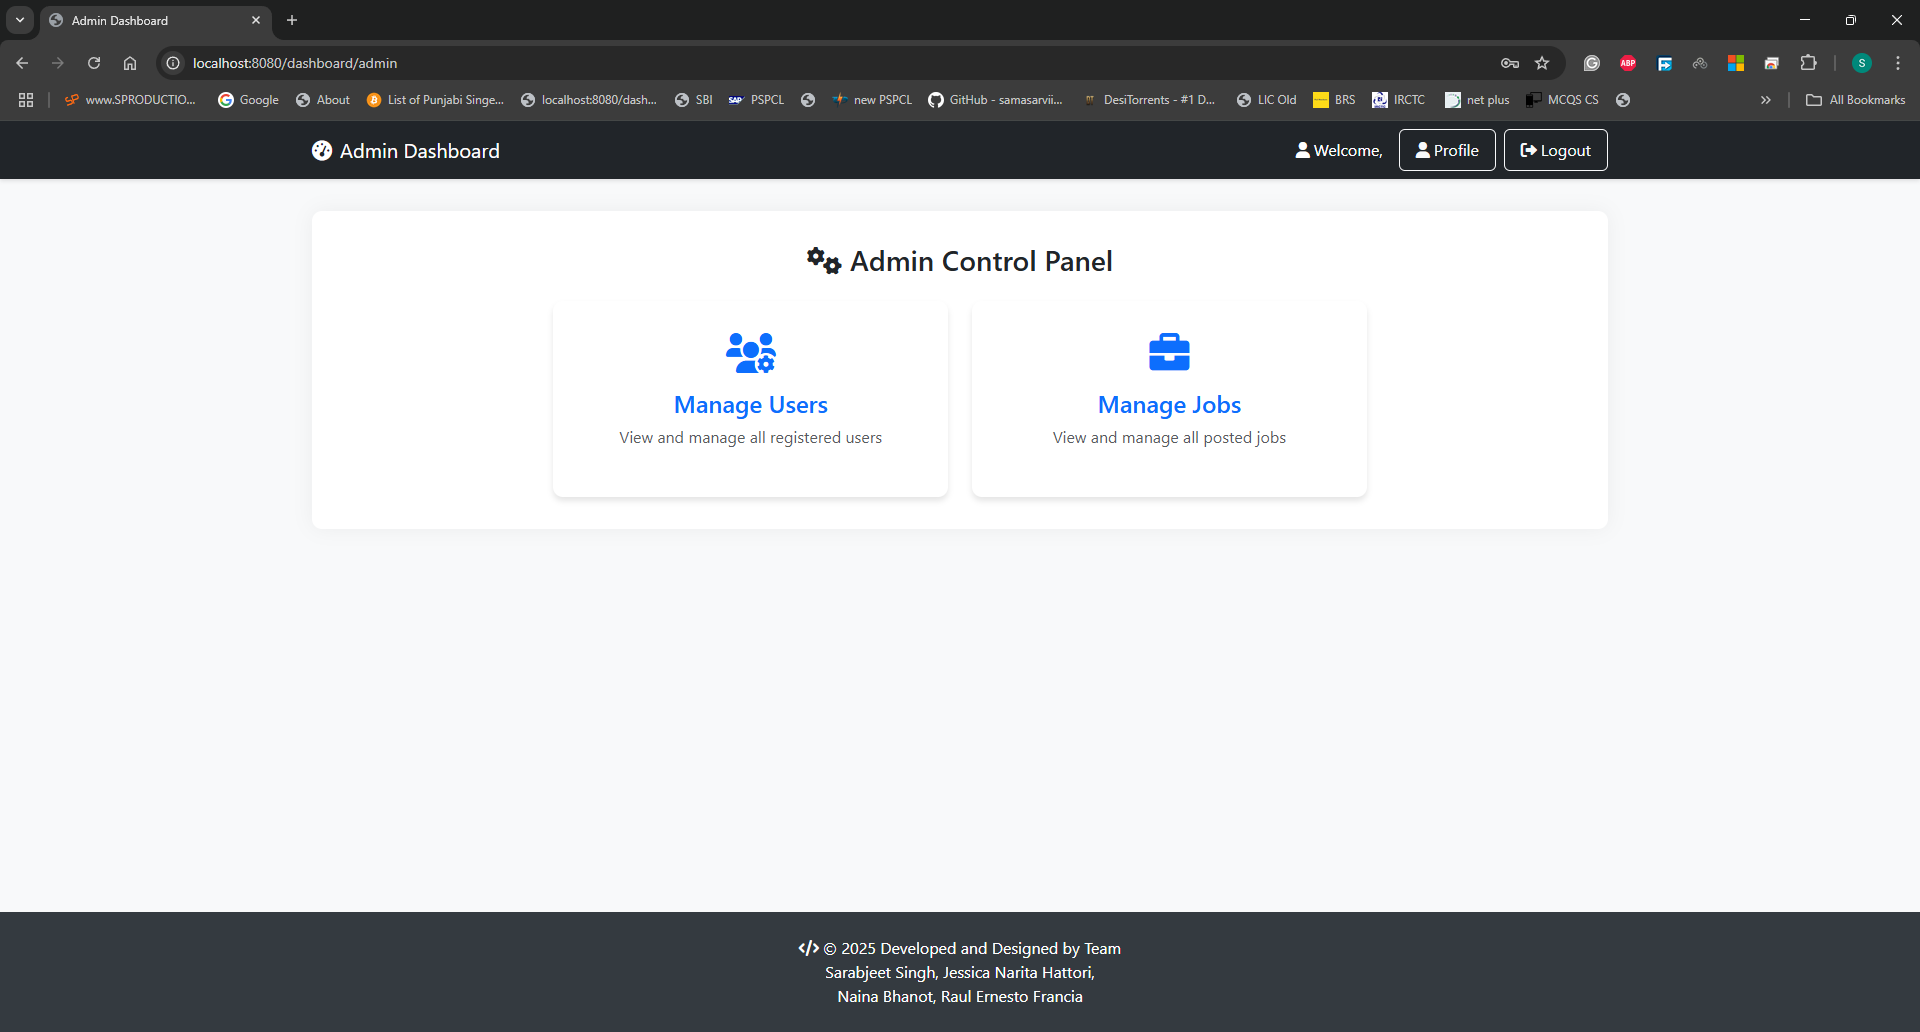 Admin Dashboard
localhost:8080/dashboard/admin
ABP
S
SP www.SPRODUCTIO...
Google
About
List of Punjabi Singe...
localhost:8080/dash...
SBI
SAP PSPCL
new PSPCL
GitHub - samasarvii...
DesiTorrents - #1 D...
LIC Old
BRS
IRCTC
net plus
MCQS CS
All Bookmarks
Admin Dashboard
Welcome,
Profile
Logout
Admin Control Panel
Manage Users
View and manage all registered users
Manage Jobs
View and manage all posted jobs
</> © 2025 Developed and Designed by Team
Sarabjeet Singh, Jessica Narita Hattori,
Naina Bhanot, Raul Ernesto Francia